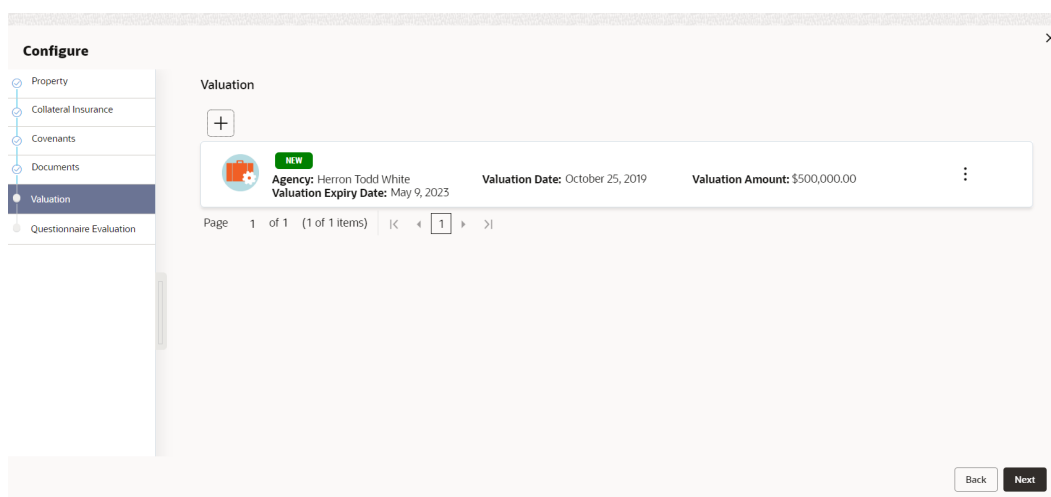 Configure
Property
Collateral Insurance
Covenants
Documents
Valuation
Questionnaire Evaluation
Valuation
NEW
Agency: Herron Todd White Valuation Date: October 25, 2019 Valuation Amount: $500,000.00
Valuation Expiry Date: May 9, 2023
Page 1 of 1 (1 of 1 items) 1
Back Next